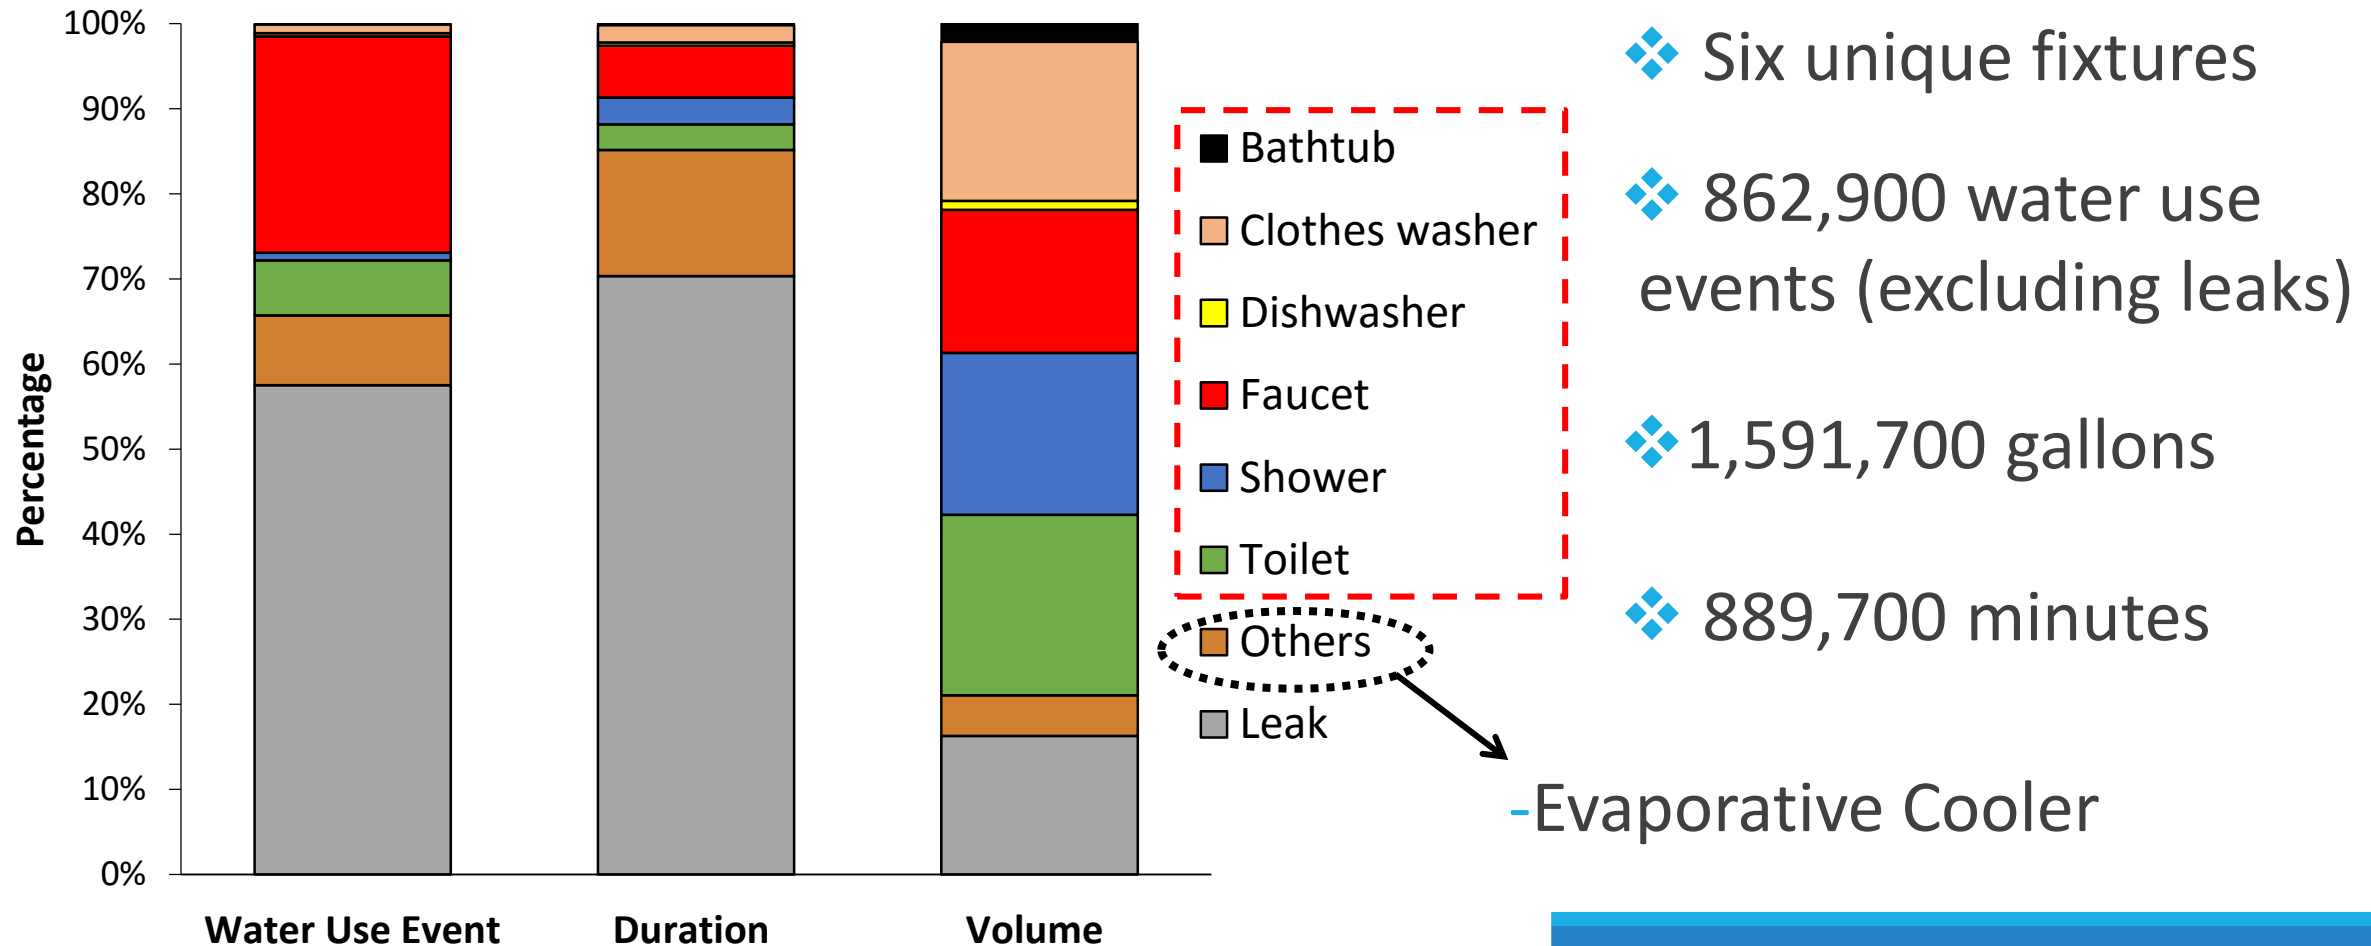 100%
90%
80%
70%
60%
50%
40%
30%
20%
10%
0%
Percentage
Water Use Event
Duration
Volume
Bathtub
Clothes washer
Dishwasher
Faucet
Shower
Toilet
Others
Leak
Six unique fixtures
862,900 water use
events (excluding leaks)
1,591,700 gallons
889,700 minutes
-Evaporative Cooler